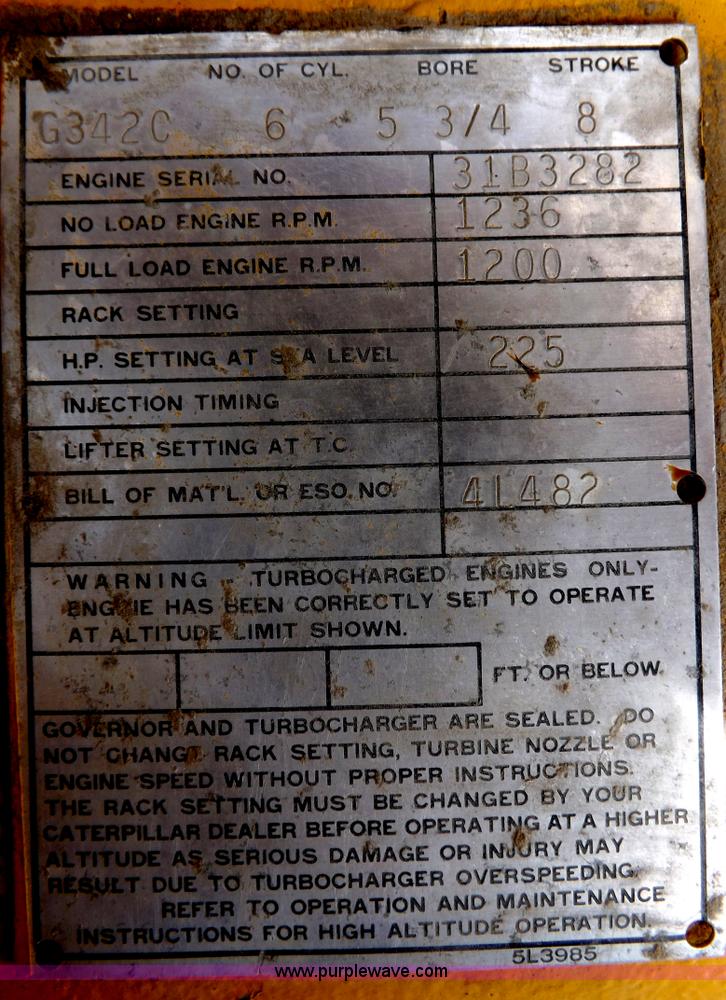 MODEL NO. OF CYL. BORE STROKE
G342C 6 5 3/4 8
ENGINE SERIAL NO. 31B3282
NO LOAD ENGINE R.P.M. 1236
FULL LOAD ENGINE R.P.M. 1200
RACK SETTING
H.P. SETTING AT SEA LEVEL 225
INJECTION TIMING
LIFTER SETTING AT T.C.
BILL OF MAT'L. OR ESO. NO. 4L482
WARNING - TURBOCHARGED ENGINES ONLY-
ENGINE HAS BEEN CORRECTLY SET TO OPERATE
AT ALTITUDE LIMIT SHOWN.
FT. OR BELOW
GOVERNOR AND TURBOCHARGER ARE SEALED. DO
NOT CHANGE RACK SETTING, TURBINE NOZZLE OR
ENGINE SPEED WITHOUT PROPER INSTRUCTIONS.
THE RACK SETTING MUST BE CHANGED BY YOUR
CATERPILLAR DEALER BEFORE OPERATING AT A HIGHER
ALTITUDE AS SERIOUS DAMAGE OR INJURY MAY
RESULT DUE TO TURBOCHARGER OVERSPEEDING.
REFER TO OPERATION AND MAINTENANCE
INSTRUCTIONS FOR HIGH ALTITUDE OPERATION.
5L3985
www.purplewave.com